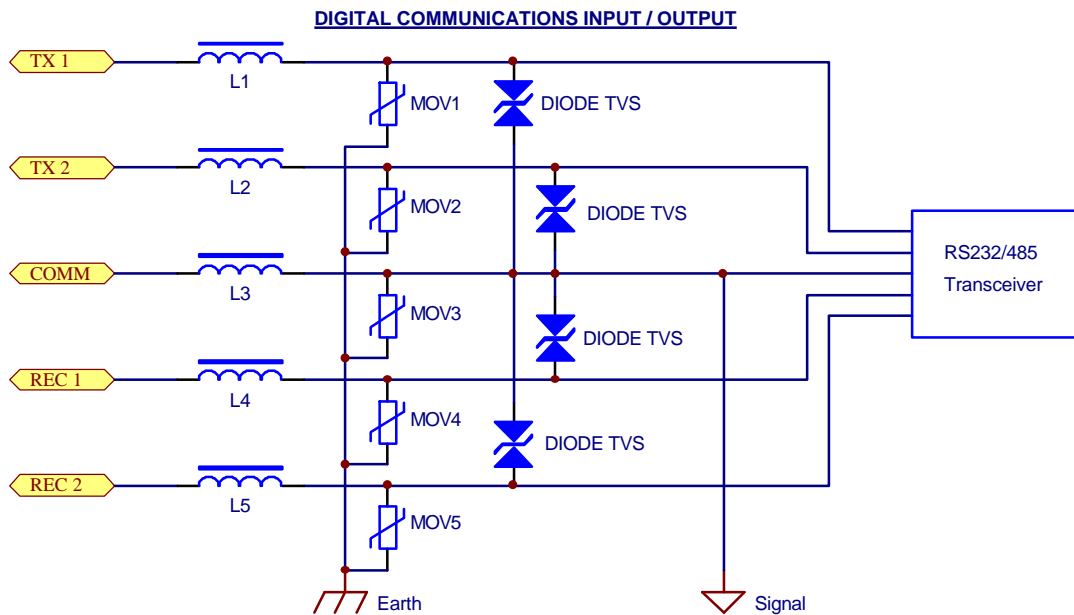 DIGITAL COMMUNICATIONS INPUT / OUTPUT
TX 1
L1
MOV1
DIODE TVS
TX 2
L2
MOV2
DIODE TVS
COMM
L3
MOV3
DIODE TVS
RS232/485
Transceiver
REC 1
L4
MOV4
DIODE TVS
REC 2
L5
MOV5
Earth
Signal